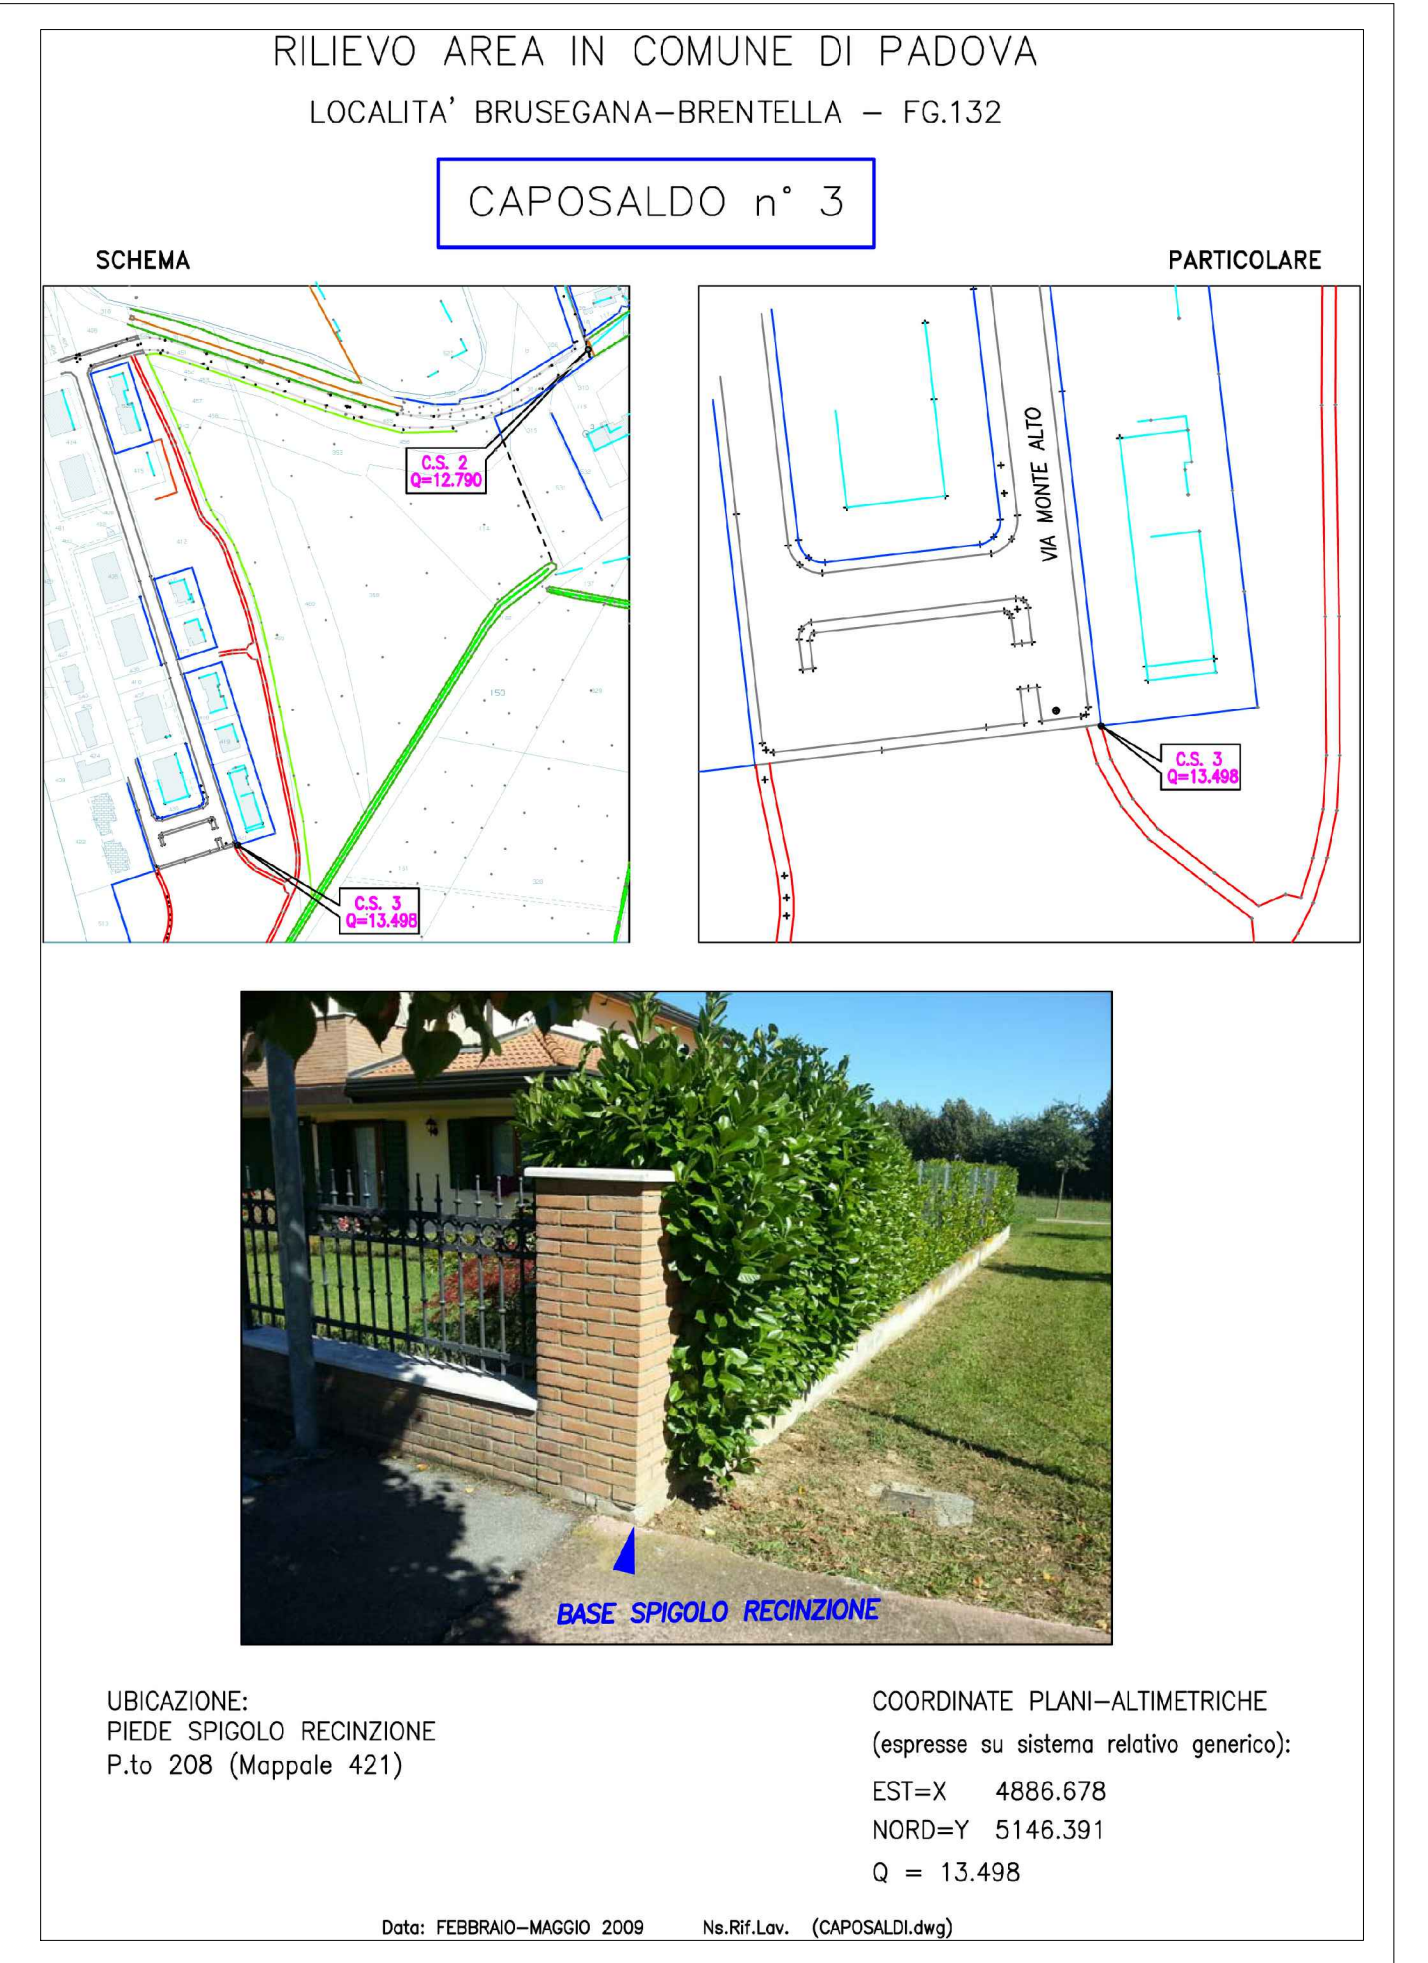 RILIEVO AREA IN COMUNE DI PADOVA
LOCALITA' BRUSEGANA-BRENTELLA - FG.132
CAPOSALDO n° 3
SCHEMA
PARTICOLARE
C.S. 2
Q=12.790
153
C.S. 3
Q=13.498
VIA MONTE ALTO
C.S. 3
Q=13.498
BASE SPIGOLO RECINZIONE
UBICAZIONE:
PIEDE SPIGOLO RECINZIONE
P.to 208 (Mappale 421)
COORDINATE PLANI-ALTIMETRICHE
(espresse su sistema relativo generico):
EST=X 4886.678
NORD=Y 5146.391
Q = 13.498
Data: FEBBRAIO-MAGGIO 2009 Ns.Rif.Lav. (CAPOSALDI.dwg)